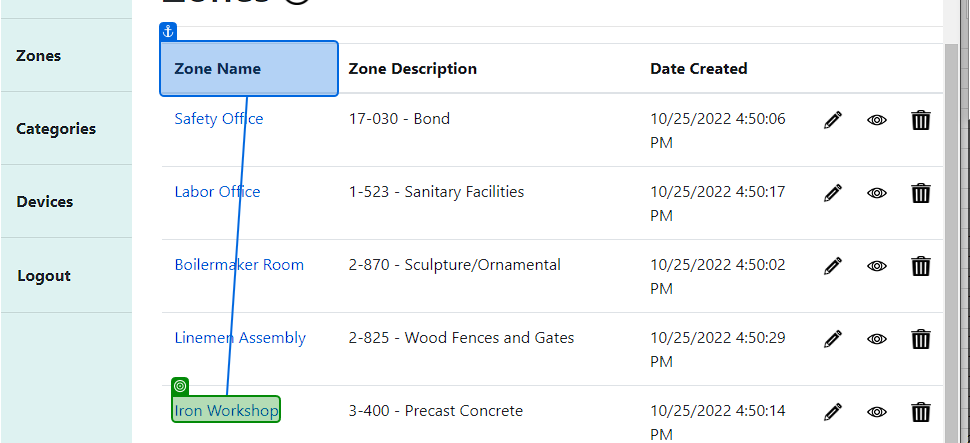 Zones
Zones
Categories
Devices
Logout
Zone Name Zone Description Date Created
Safety Office 17-030 - Bond 10/25/2022 4:50:06
PM
Labor Office 1-523 - Sanitary Facilities 10/25/2022 4:50:17
PM
Boilermaker Room 2-870 - Sculpture/Ornamental 10/25/2022 4:50:02
PM
Linemen Assembly 2-825 - Wood Fences and Gates 10/25/2022 4:50:29
PM
Iron Workshop 3-400 - Precast Concrete 10/25/2022 4:50:14
PM